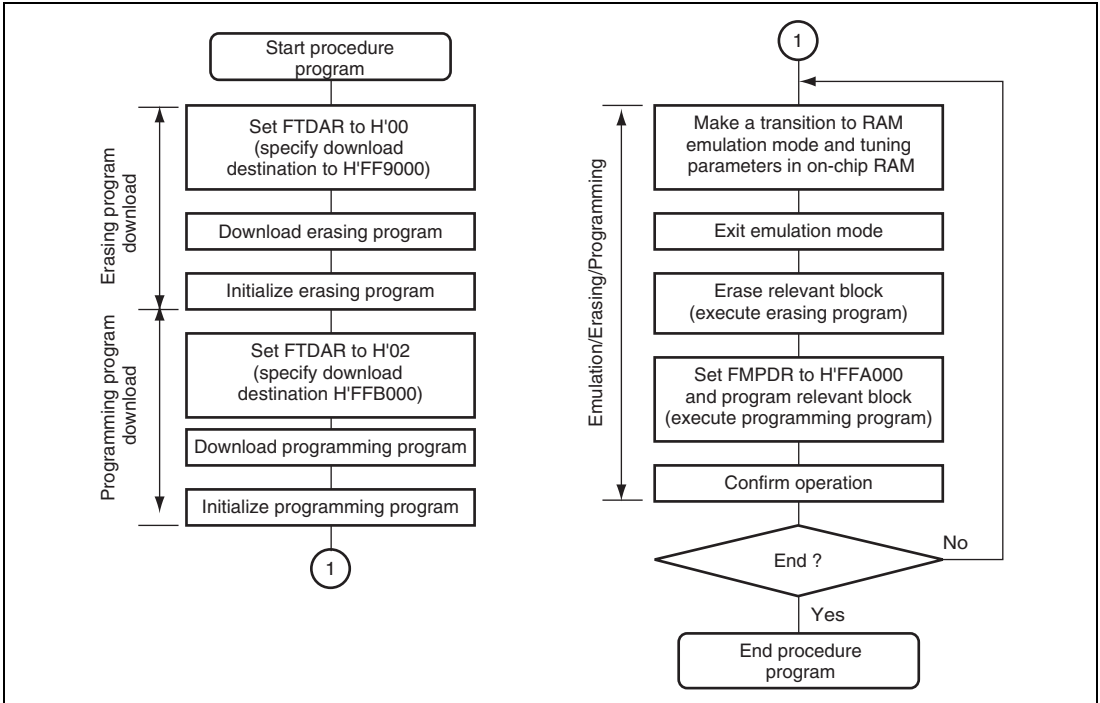 Start procedure
program
Erasing program
download
Set FTDAR to H'00
(specify download
destination to H'FF9000)
Download erasing program
Initialize erasing program
Programming program
download
Set FTDAR to H'02
(specify download
destination H'FFB000)
Download programming program
Initialize programming program
1
1
Emulation/Erasing/Programming
Make a transition to RAM
emulation mode and tuning
parameters in on-chip RAM
Exit emulation mode
Erase relevant block
(execute erasing program)
Set FMPDR to H'FFA000
and program relevant block
(execute programming program)
Confirm operation
End ?
No
Yes
End procedure
program